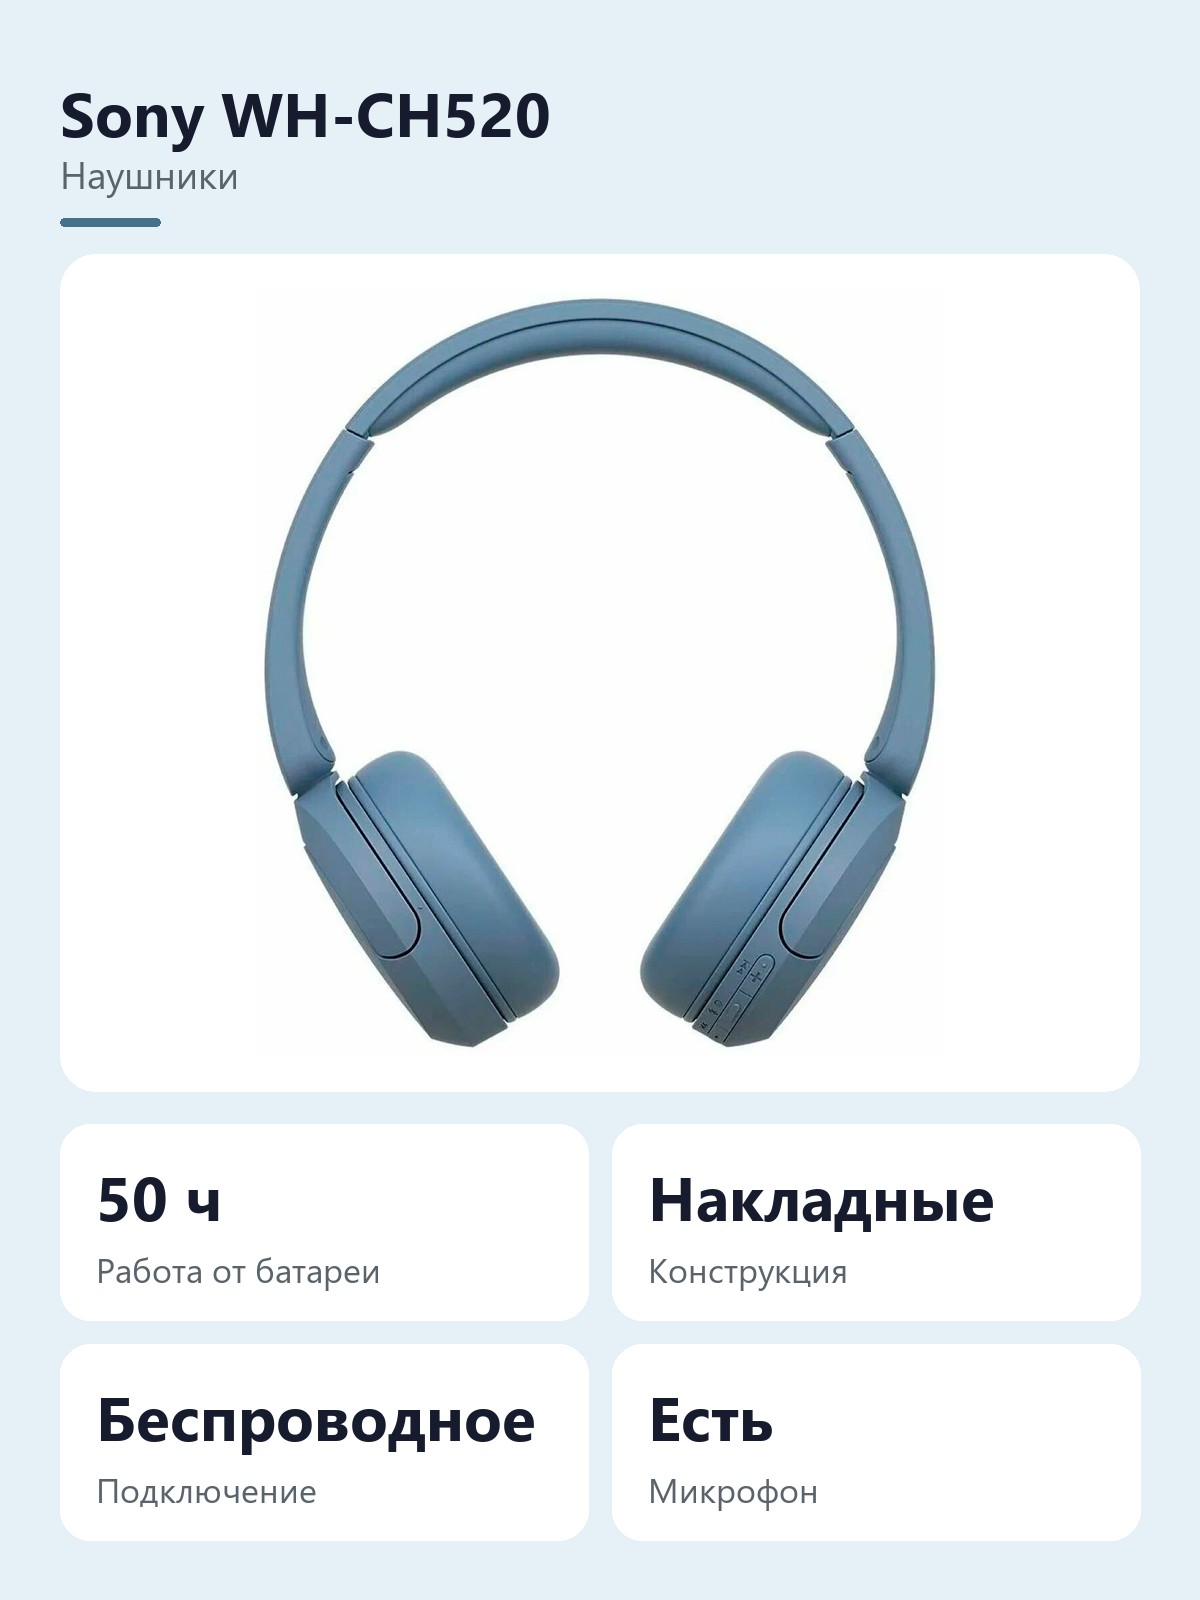 Sony WH-CH520
Наушники
50 ч
Работа от батареи
Накладные
Конструкция
Беспроводное
Подключение
Есть
Микрофон